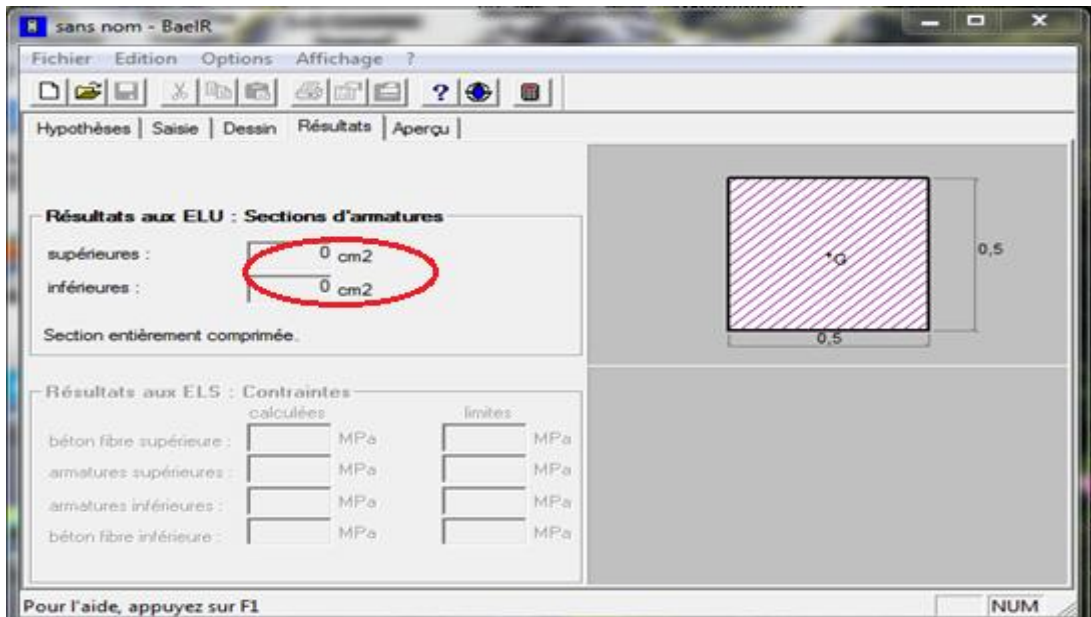 sans nom - BaelR
Fichier Edition Options Affichage ?
Hypothèses Saisie Dessin Résultats Aperçu
Résultats aux ELU : Sections d'armatures
supérieures : 0 cm2
inférieures : 0 cm2
Section entièrement comprimée.
G
0,5
0,5
Résultats aux ELS : Contraintes
calculées limites
béton fibre supérieure : MPa MPa
armatures supérieures : MPa MPa
armatures inférieures : MPa MPa
béton fibre inférieure : MPa MPa
Pour l'aide, appuyez sur F1
NUM